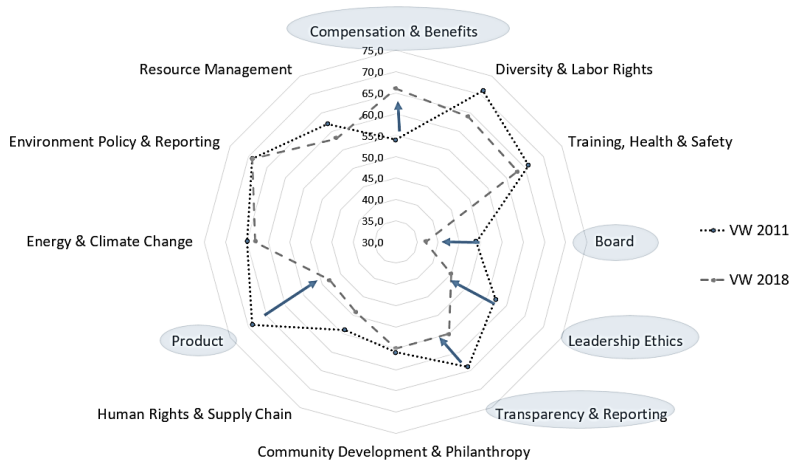 Compensation & Benefits
75,0
Resource Management
70,0
Diversity & Labor Rights
65,0
60,0
Environment Policy & Reporting
55,0
Training, Health & Safety
50,0
45,0
40,0
35,0
VW 2011
Energy & Climate Change
30,0
Board
VW 2018
Product
Leadership Ethics
Human Rights & Supply Chain
Transparency & Reporting
Community Development & Philanthropy